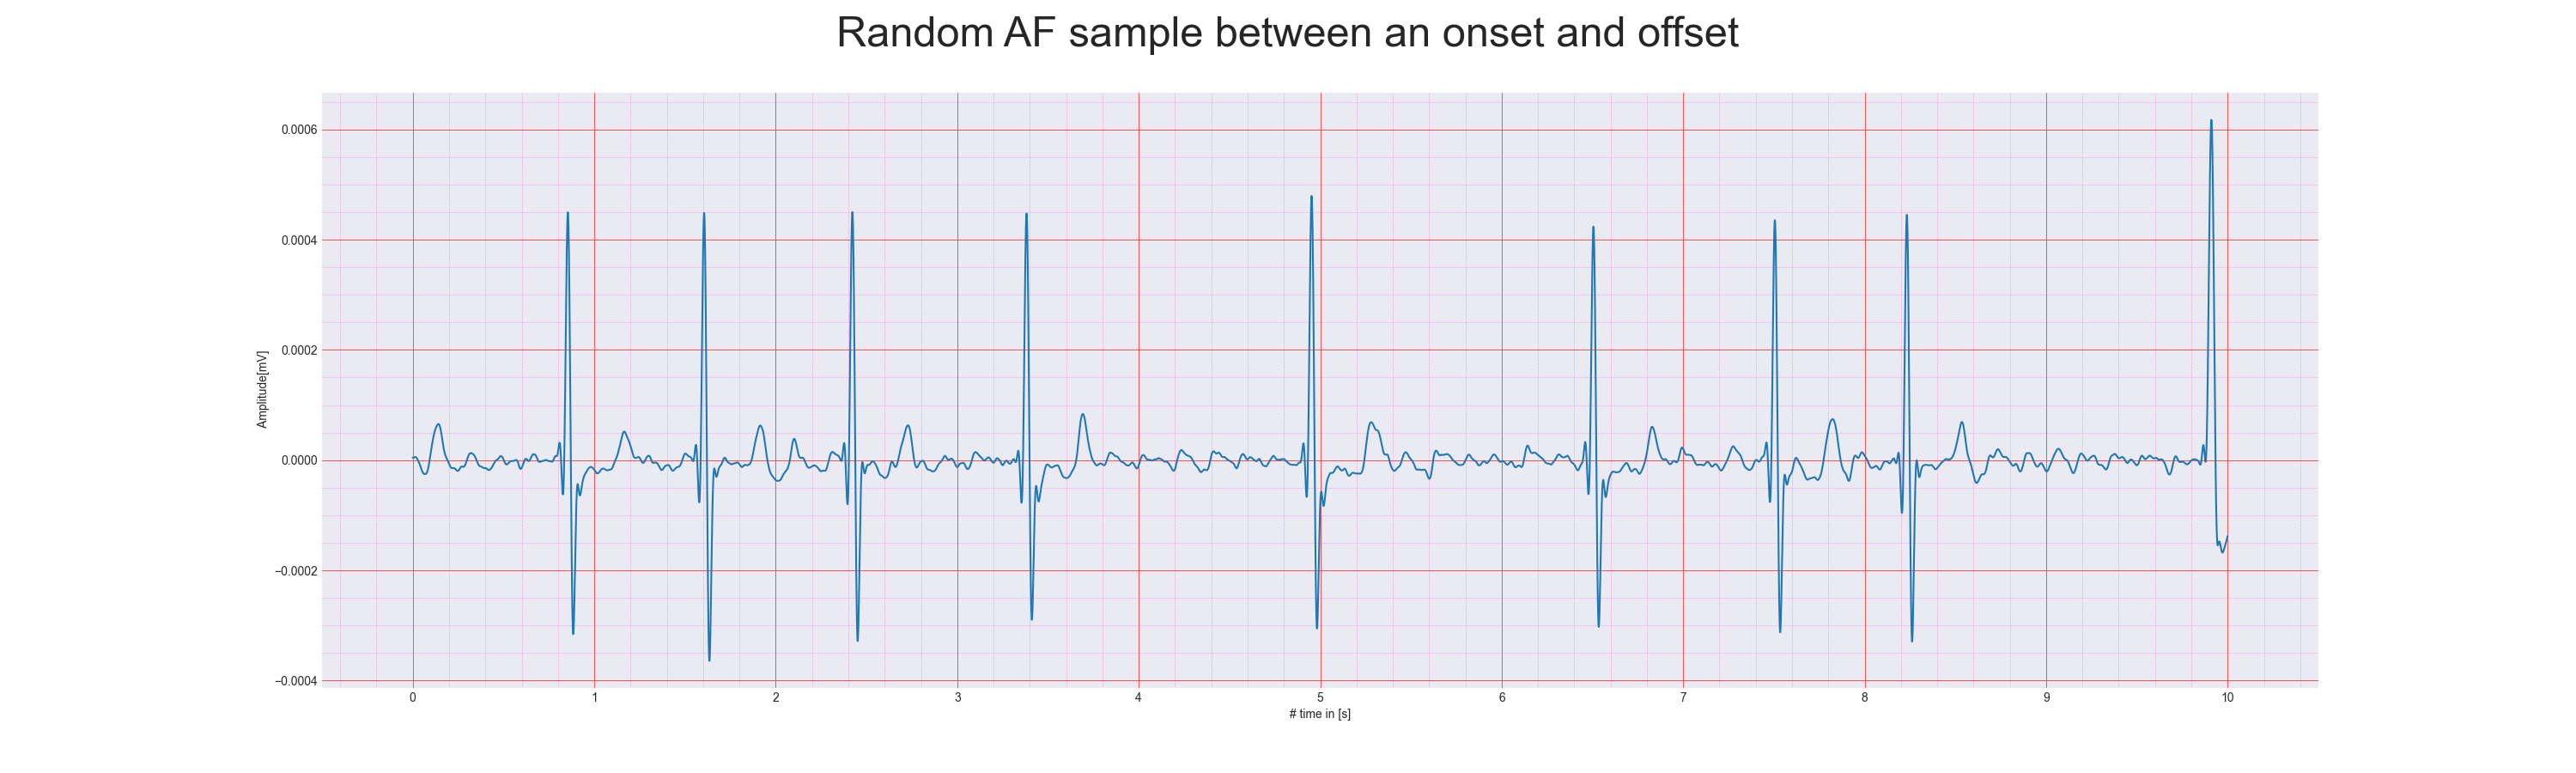 Random AF sample between an onset and offset
0.0006
0.0004
0.0002
0.0000
−0.0002
−0.0004
Amplitude[mV]
0 1 2 3 4 5 6 7 8 9 10
# time in [s]